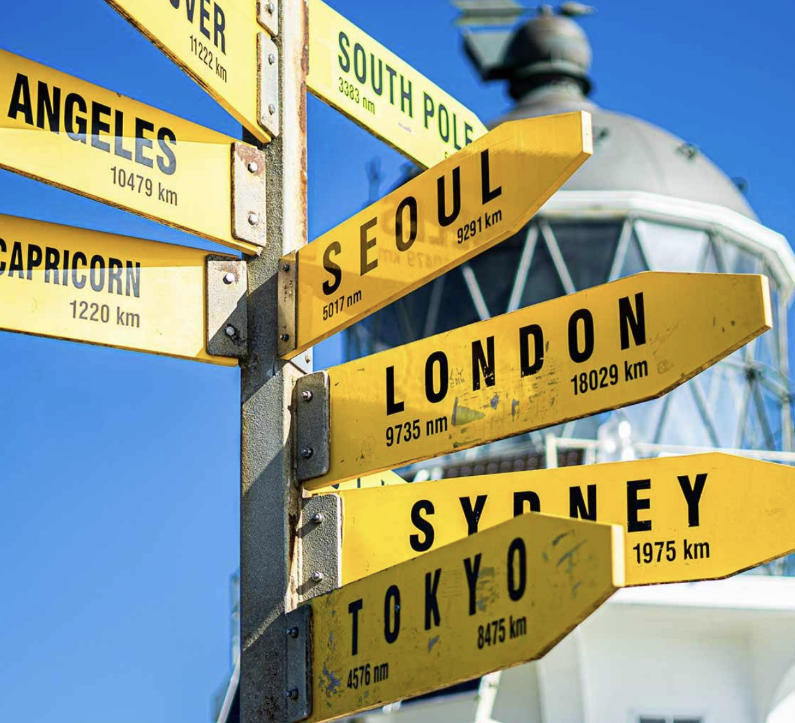 OVER
11222 km
SOUTH POLE
3383 nm
ANGELES
10479 km
SEOUL
5017 nm 9291 km
CAPRICORN
1220 km
LONDON
9735 nm 18029 km
SYDNEY
1975 km
TOKYO
4576 nm 8475 km